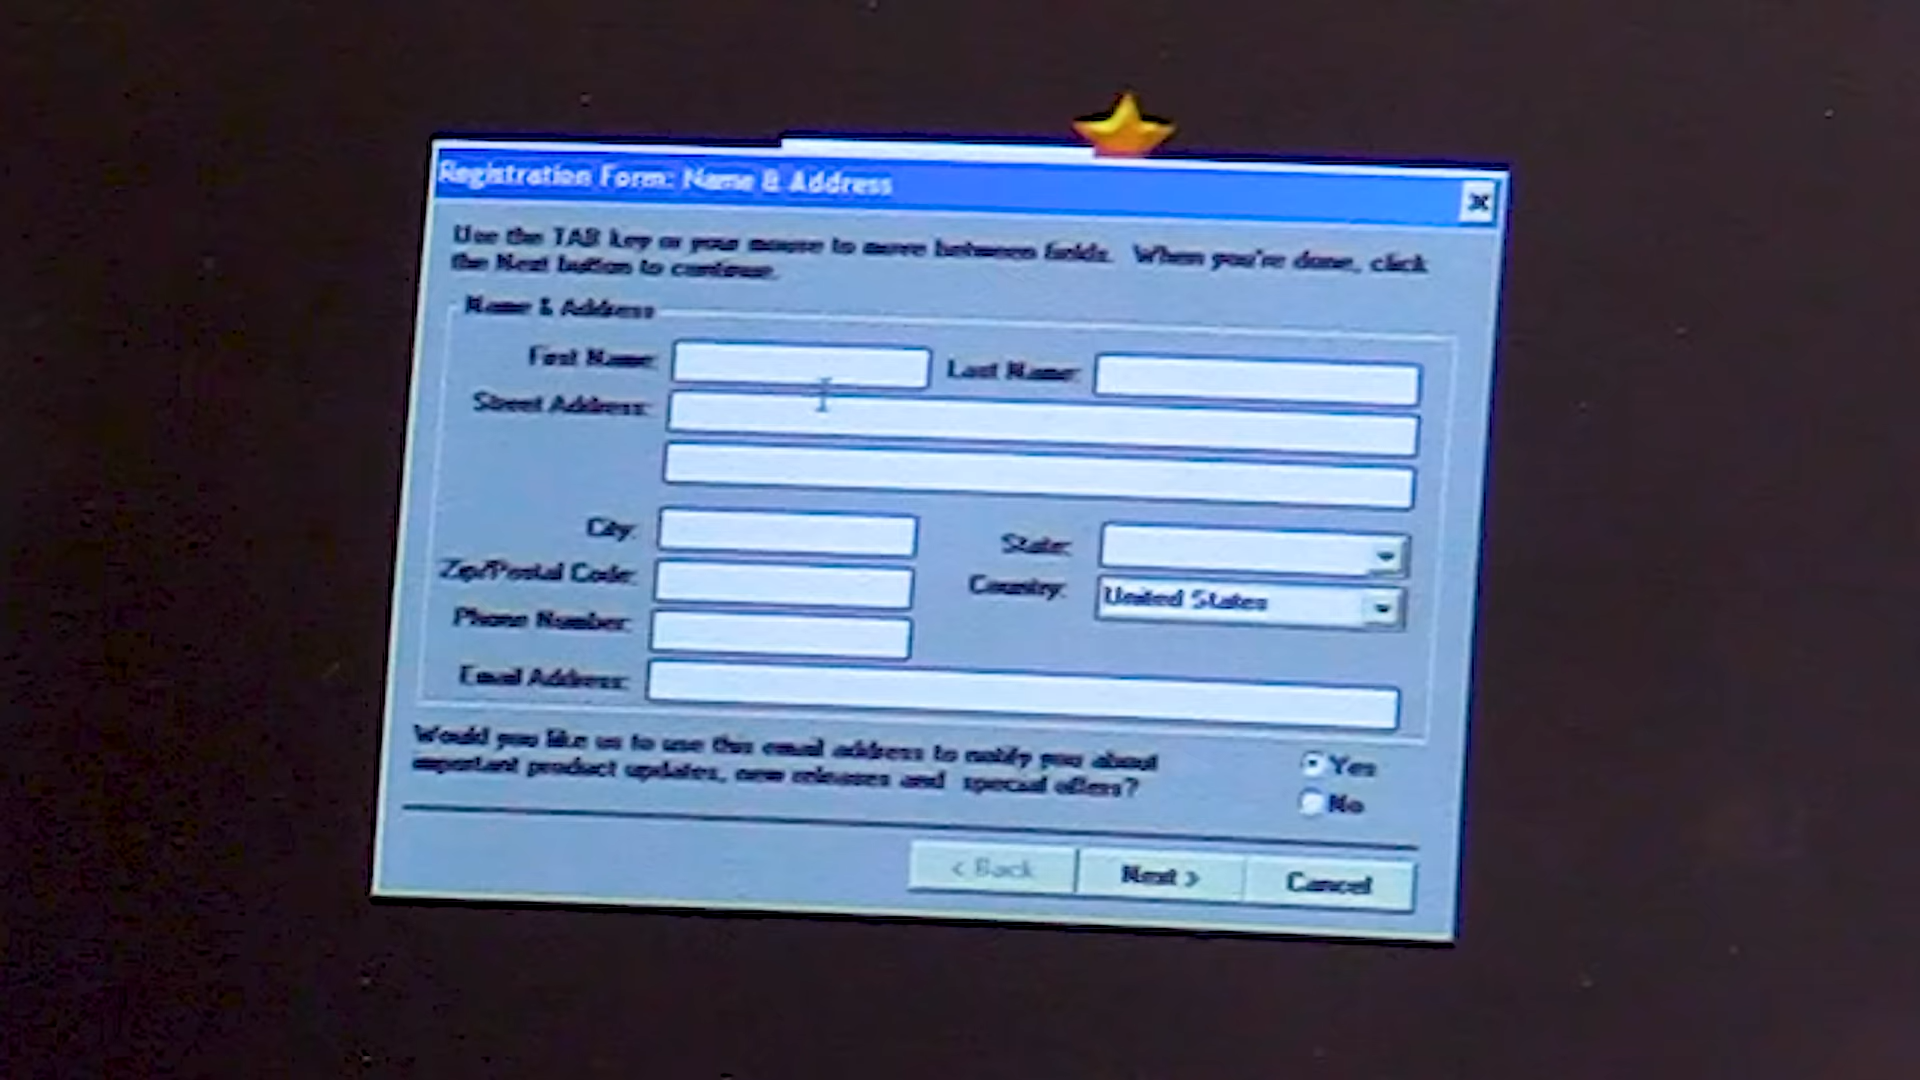 Registration Form: Name & Address
Use the TAB key or your mouse to move between fields. When you're done, click
the Next button to continue.
Name & Address
First Name: Last Name:
Street Address:
City: State:
Zip/Postal Code: Country: United States
Phone Number:
Email Address:
Would you like us to use this email address to notify you about
important product updates, new releases and special offers?
Yes
No
< Back Next > Cancel